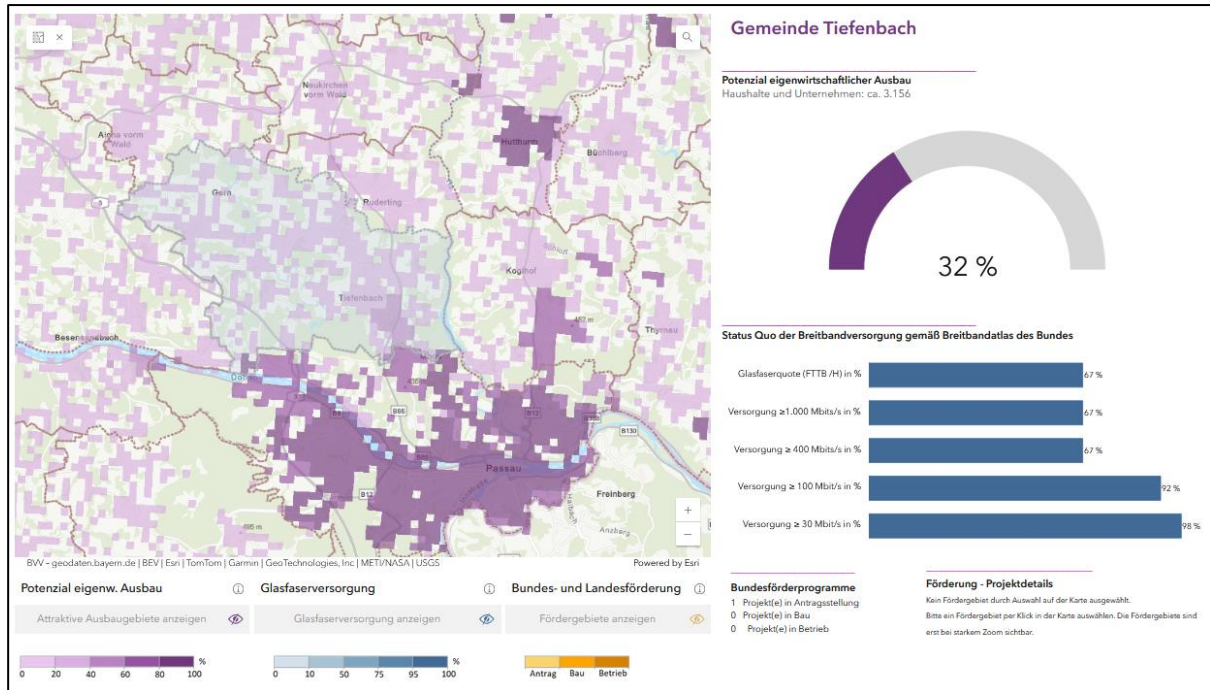 Gemeinde Tiefenbach
Potenzial eigenwirtschaftlicher Ausbau
Haushalte und Unternehmen: ca. 3.156
32 %
Status Quo der Breitbandversorgung gemäß Breitbandatlas des Bundes
Glasfaserquote (FTTB /H) in % 67 %
Versorgung ≥1.000 Mbits/s in % 67 %
Versorgung ≥ 400 Mbit/s in % 67 %
Versorgung ≥ 100 Mbit/s in % 92 %
Versorgung ≥ 30 Mbit/s in % 98 %
Bundesförderprogramme
1 Projekt(e) in Antragsstellung
0 Projekt(e) in Bau
0 Projekt(e) in Betrieb
Förderung - Projektdetails
Kein Fördergebiet durch Auswahl auf der Karte ausgewählt.
Bitte ein Fördergebiet per Klick in der Karte auswählen. Die Fördergebiete sind
erst bei starkem Zoom sichtbar.
Neukirchen
vorm Wald
Aicha vorm
Wald
Hutthurm
Büchlberg
Gern
Ruderting
3
Koglhof
Tiefenbach
Thyrnau
B85
B12
B388
B130
Passau
B12
Freinberg
Haibach
Anzberg
BVV - geodaten.bayern.de | BEV | Esri | TomTom | Garmin | GeoTechnologies, Inc | METI/NASA | USGS
Powered by Esri
Potenzial eigenw. Ausbau
Attraktive Ausbaugebiete anzeigen
%
0 20 40 60 80 100
Glasfaserversorgung
Glasfaserversorgung anzeigen
%
0 10 50 75 95 100
Bundes- und Landesförderung
Fördergebiete anzeigen
Antrag Bau Betrieb